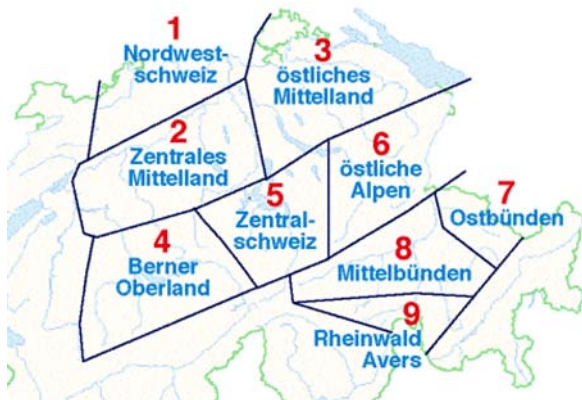 1
Nordwest-
schweiz
3
östliches
Mittelland
2
Zentrales
Mittelland
6
östliche
Alpen
5
Zentral-
schweiz
7
Ostbünden
4
Berner
Oberland
8
Mittelbünden
9
Rheinwald
Avers